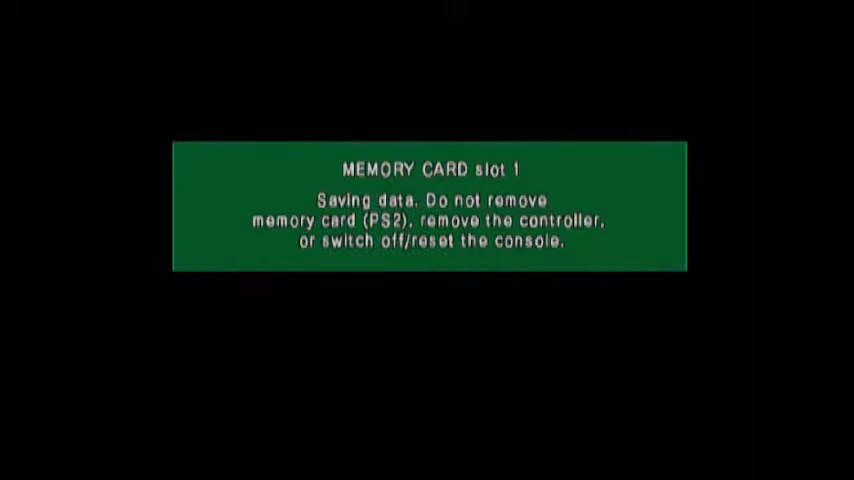 MEMORY CARD slot 1
Saving data. Do not remove
memory card (PS2), remove the controller,
or switch off/reset the console.